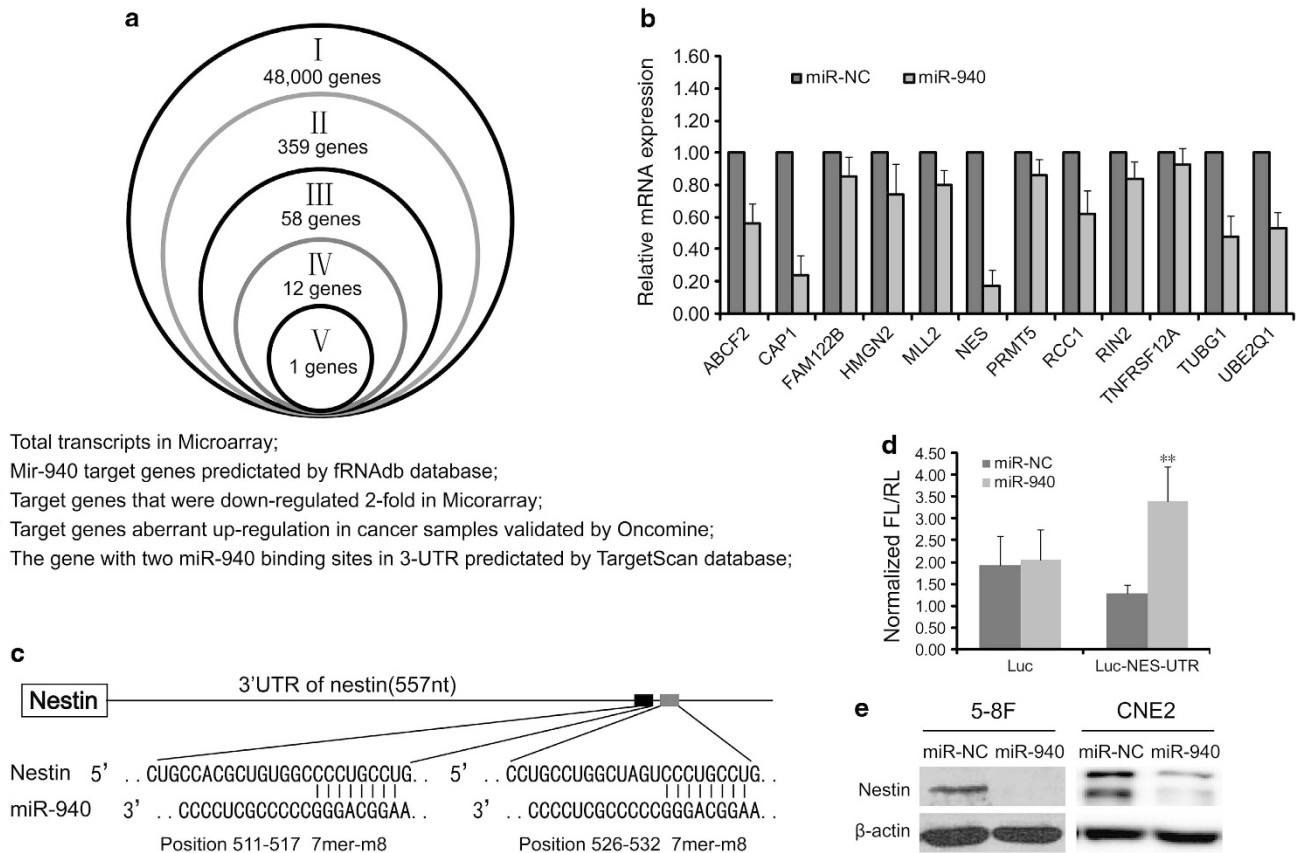 a
I
48,000 genes
II
359 genes
III
58 genes
IV
12 genes
V
1 genes
Total transcripts in Microarray;
Mir-940 target genes predictated by fRNAdb database;
Target genes that were down-regulated 2-fold in Micorarray;
Target genes aberrant up-regulation in cancer samples validated by Oncomine;
The gene with two miR-940 binding sites in 3-UTR predictated by TargetScan database;
b
Relative mRNA expression
1.60
1.40
1.20
1.00
0.80
0.60
0.40
0.20
0.00
miR-NC
miR-940
ABCF2
CAP1
FAM122B
HMGN2
MLL2
NES
PRMT5
RCC1
RIN2
TNFRSF12A
TUBG1
UBE2Q1
c
Nestin
3'UTR of nestin(557nt)
Nestin 5' ..CUGCCACGCUGUGGCCCCUGCCUG.. 5' ..CCUGCCUGGCUAGUCCCUGCCUG..
miR-940 3' ..CCCCUCGCCCCCGGGACGGAA.. ..CCCCUCGCCCCCGGGACGGAA..
Position 511-517 7mer-m8
Position 526-532 7mer-m8
d
Normalized FL/RL
4.50
4.00
3.50
3.00
2.50
2.00
1.50
1.00
0.50
0.00
miR-NC
miR-940
**
Luc
Luc-NES-UTR
e
5-8F
CNE2
miR-NC miR-940
miR-NC miR-940
Nestin
β-actin